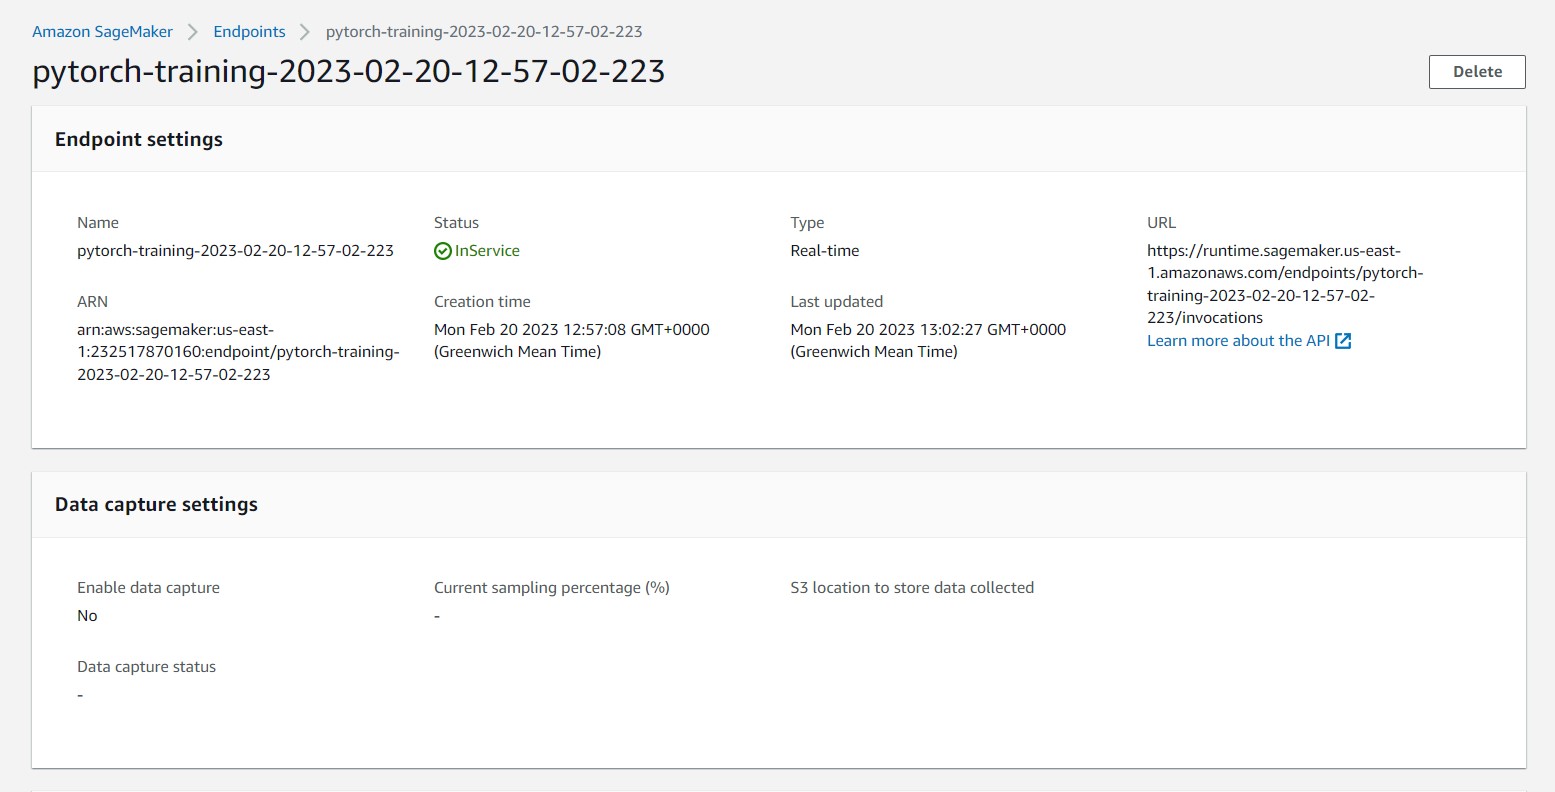 Amazon SageMaker > Endpoints > pytorch-training-2023-02-20-12-57-02-223
pytorch-training-2023-02-20-12-57-02-223
Delete
Endpoint settings
Name
pytorch-training-2023-02-20-12-57-02-223
Status
InService
Type
Real-time
URL
https://runtime.sagemaker.us-east-
1.amazonaws.com/endpoints/pytorch-
training-2023-02-20-12-57-02-
223/invocations
Learn more about the API
ARN
arn:aws:sagemaker:us-east-
1:232517870160:endpoint/pytorch-training-
2023-02-20-12-57-02-223
Creation time
Mon Feb 20 2023 12:57:08 GMT+0000
(Greenwich Mean Time)
Last updated
Mon Feb 20 2023 13:02:27 GMT+0000
(Greenwich Mean Time)
Data capture settings
Enable data capture
No
Current sampling percentage (%)
-
S3 location to store data collected
Data capture status
-